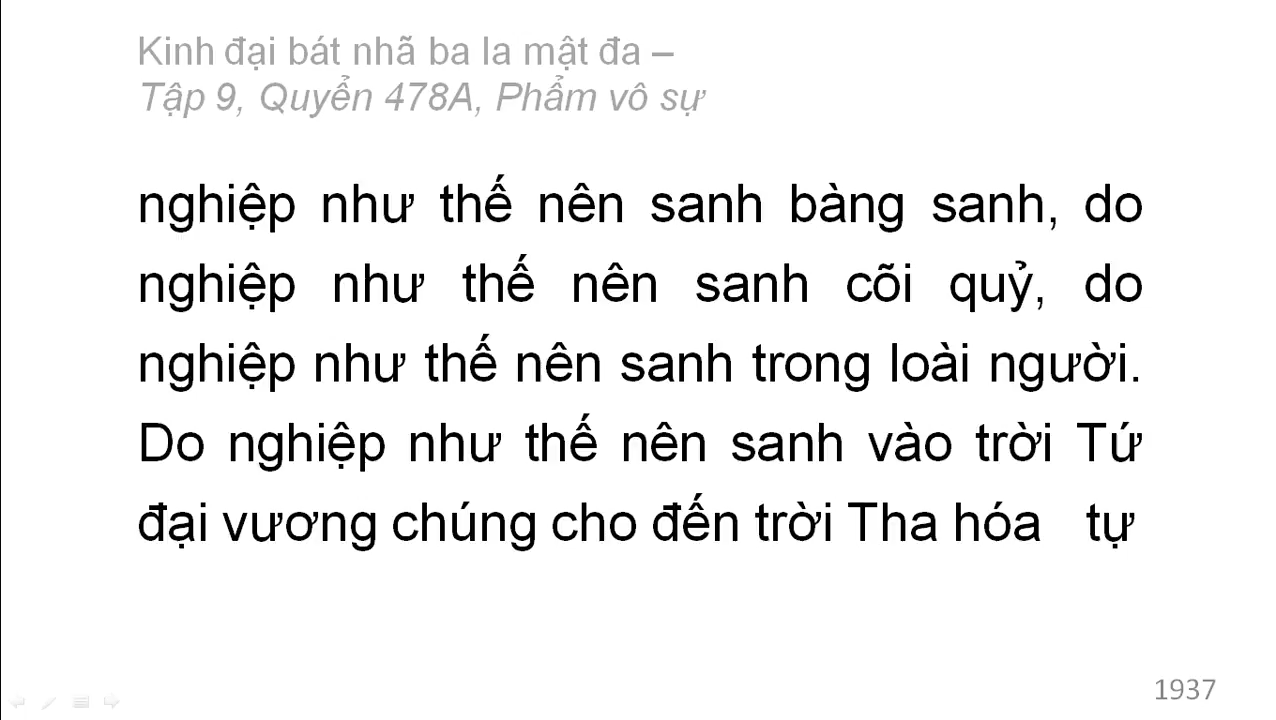 Kinh đại bát nhã ba la mật đa –
Tập 9, Quyển 478A, Phẩm vô sự
nghiệp như thế nên sanh bàng sanh, do
nghiệp như thế nên sanh cõi quỷ, do
nghiệp như thế nên sanh trong loài người.
Do nghiệp như thế nên sanh vào trời Tứ
đại vương chúng cho đến trời Tha hóa tự
1937